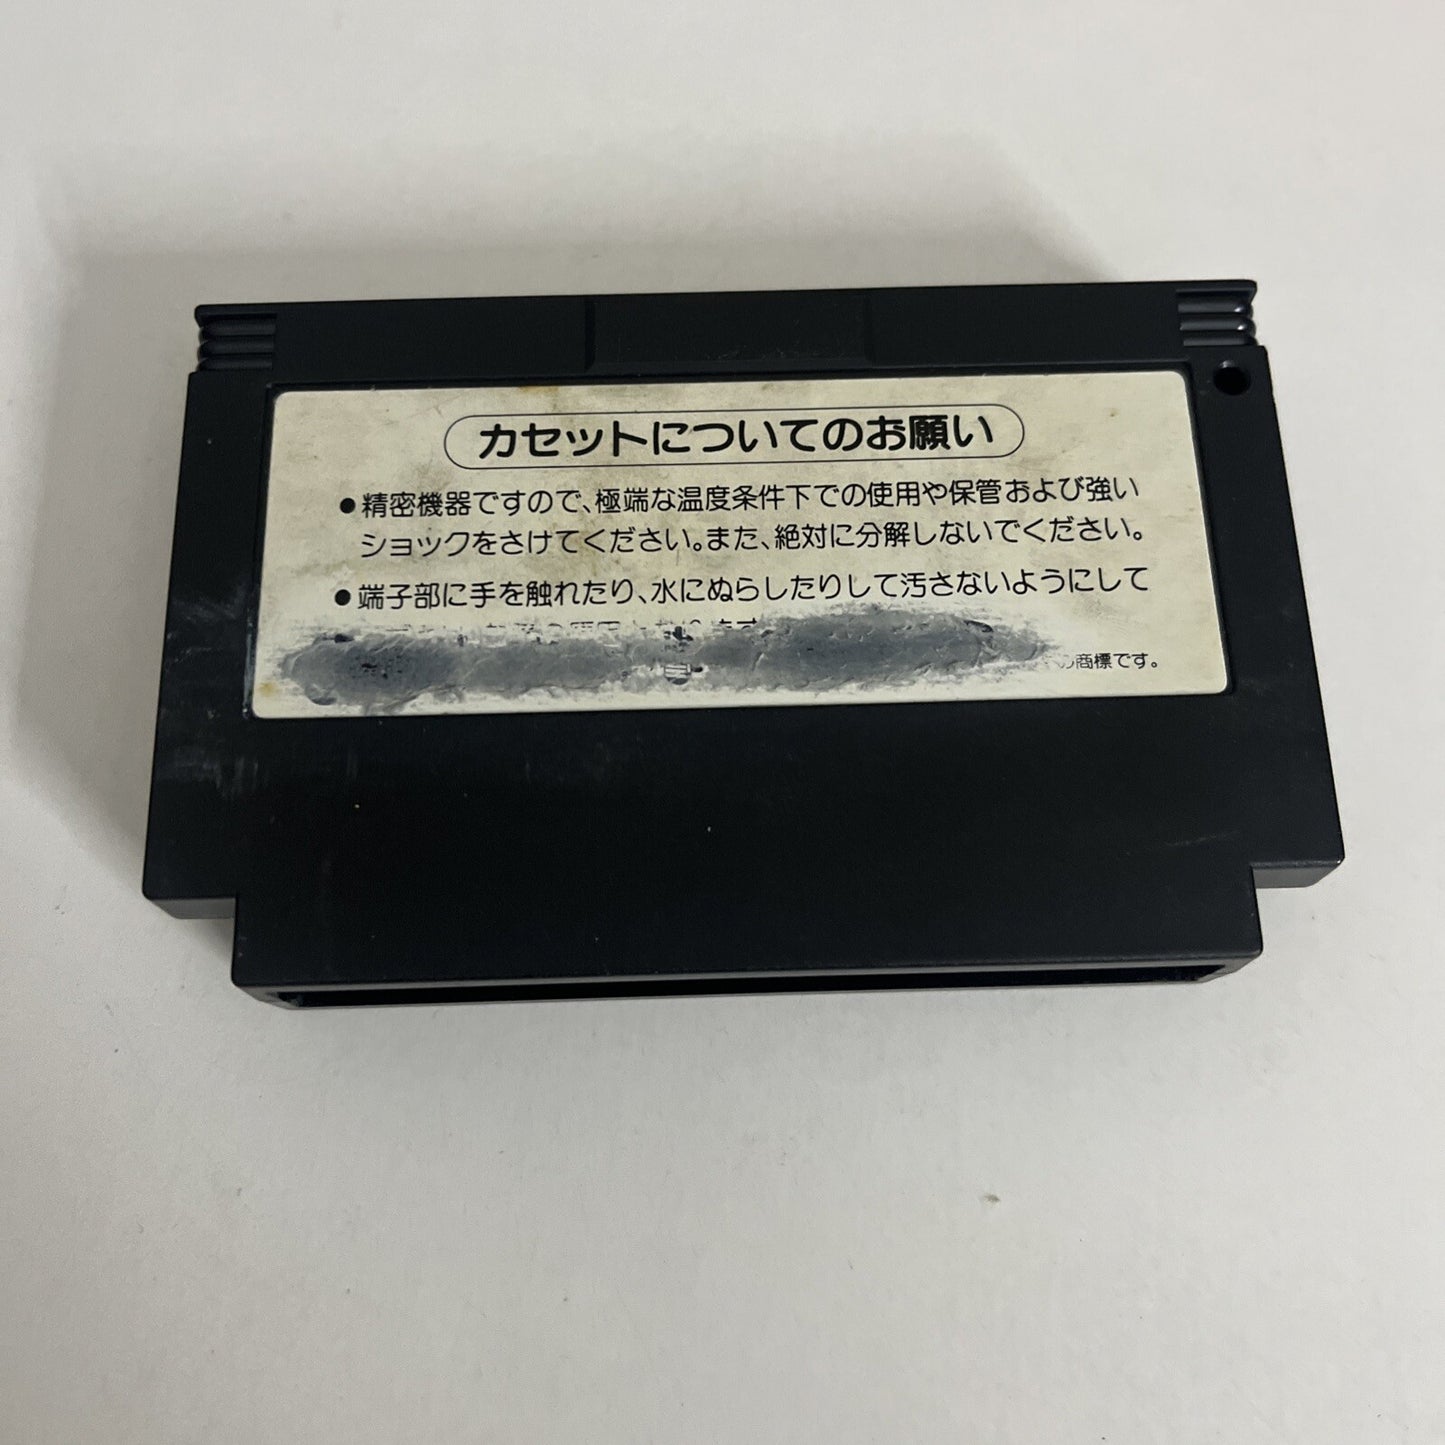 カセットについてのお願い
●精密機器ですので、極端な温度条件下での使用や保管および強い
ショックをさけてください。また、絶対に分解しないでください。
●端子部に手を触れたり、水にぬらしたりして汚さないようにして
の商標です。